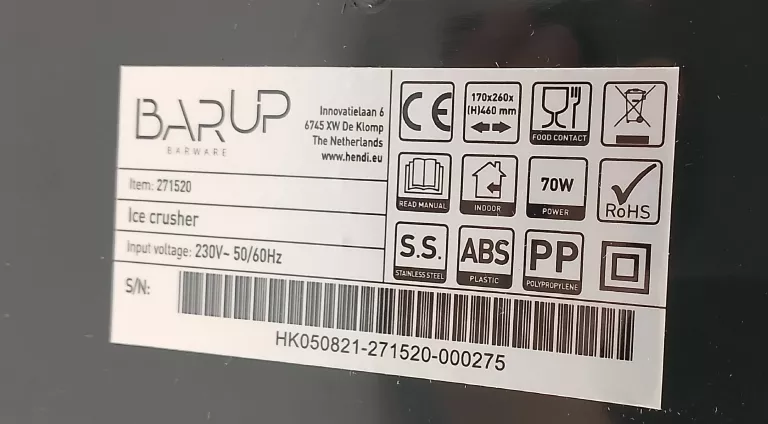 BARUP
BARWARE
Innovatielaan 6
6745 XW De Klomp
The Netherlands
www.hendi.eu
Item: 271520
Ice crusher
Input voltage: 230V~ 50/60Hz
S/N:
HK050821-271520-000275
CE
170x260x
(H)460 mm
FOOD CONTACT
READ MANUAL
INDOOR
70W
POWER
RoHS
S.S.
STAINLESS STEEL
ABS
PLASTIC
PP
POLYPROPYLENE